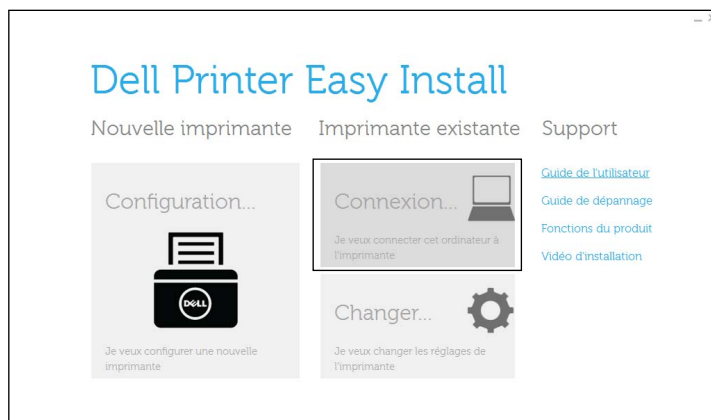 Dell Printer Easy Install
Nouvelle imprimante
Configuration...
DELL
Je veux configurer une nouvelle
imprimante
Imprimante existante
Connexion...
Je veux connecter cet ordinateur à
l'imprimante
Changer...
Je veux changer les réglages de
l'imprimante
Support
Guide de l'utilisateur
Guide de dépannage
Fonctions du produit
Vidéo d'installation